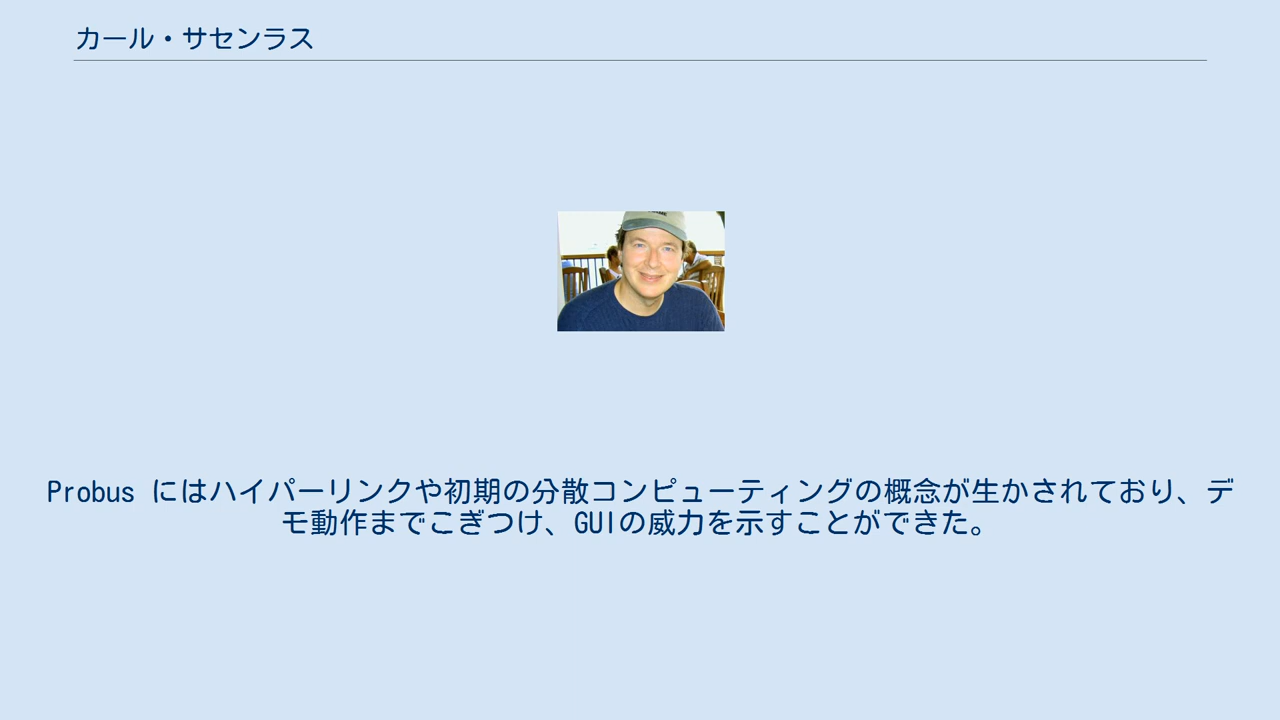 カール・サセンラス
Probus にはハイパーリンクや初期の分散コンピューティングの概念が生かされており、デ
モ動作までこぎつけ、GUIの威力を示すことができた。